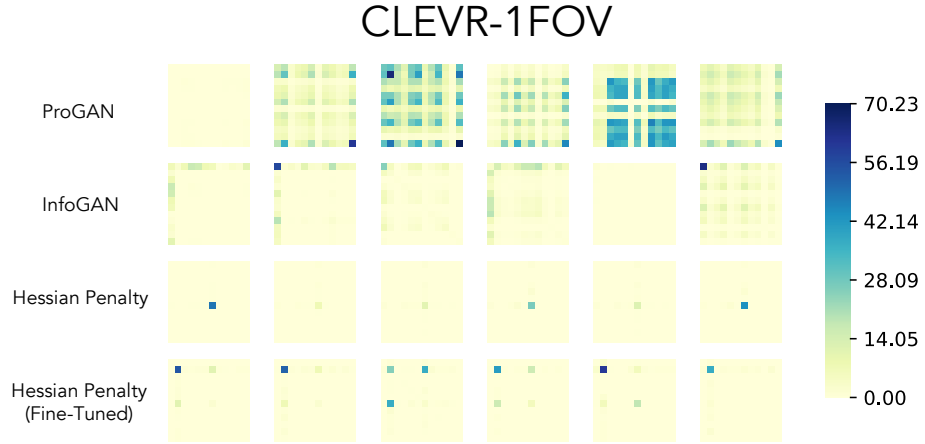 CLEVR-1FOV
ProGAN
InfoGAN
Hessian Penalty
Hessian Penalty
(Fine-Tuned)
70.23
56.19
42.14
28.09
14.05
0.00